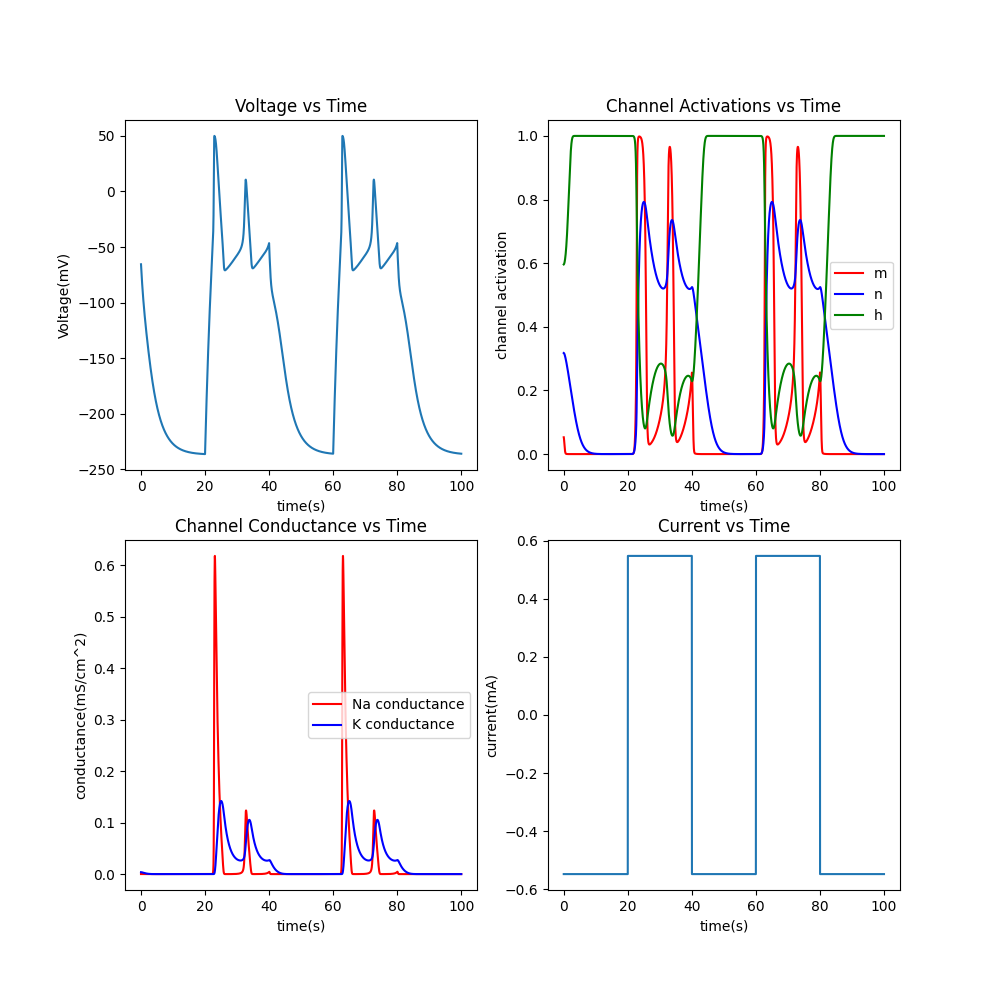 Voltage vs Time
Voltage(mV)
50
0
−50
−100
−150
−200
−250
0 20 40 60 80 100
time(s)
Channel Activations vs Time
channel activation
1.0
0.8
0.6
0.4
0.2
0.0
m
n
h
0 20 40 60 80 100
time(s)
Channel Conductance vs Time
conductance(mS/cm^2)
0.6
0.5
0.4
0.3
0.2
0.1
0.0
Na conductance
K conductance
0 20 40 60 80 100
time(s)
Current vs Time
current(mA)
0.6
0.4
0.2
0.0
−0.2
−0.4
−0.6
0 20 40 60 80 100
time(s)